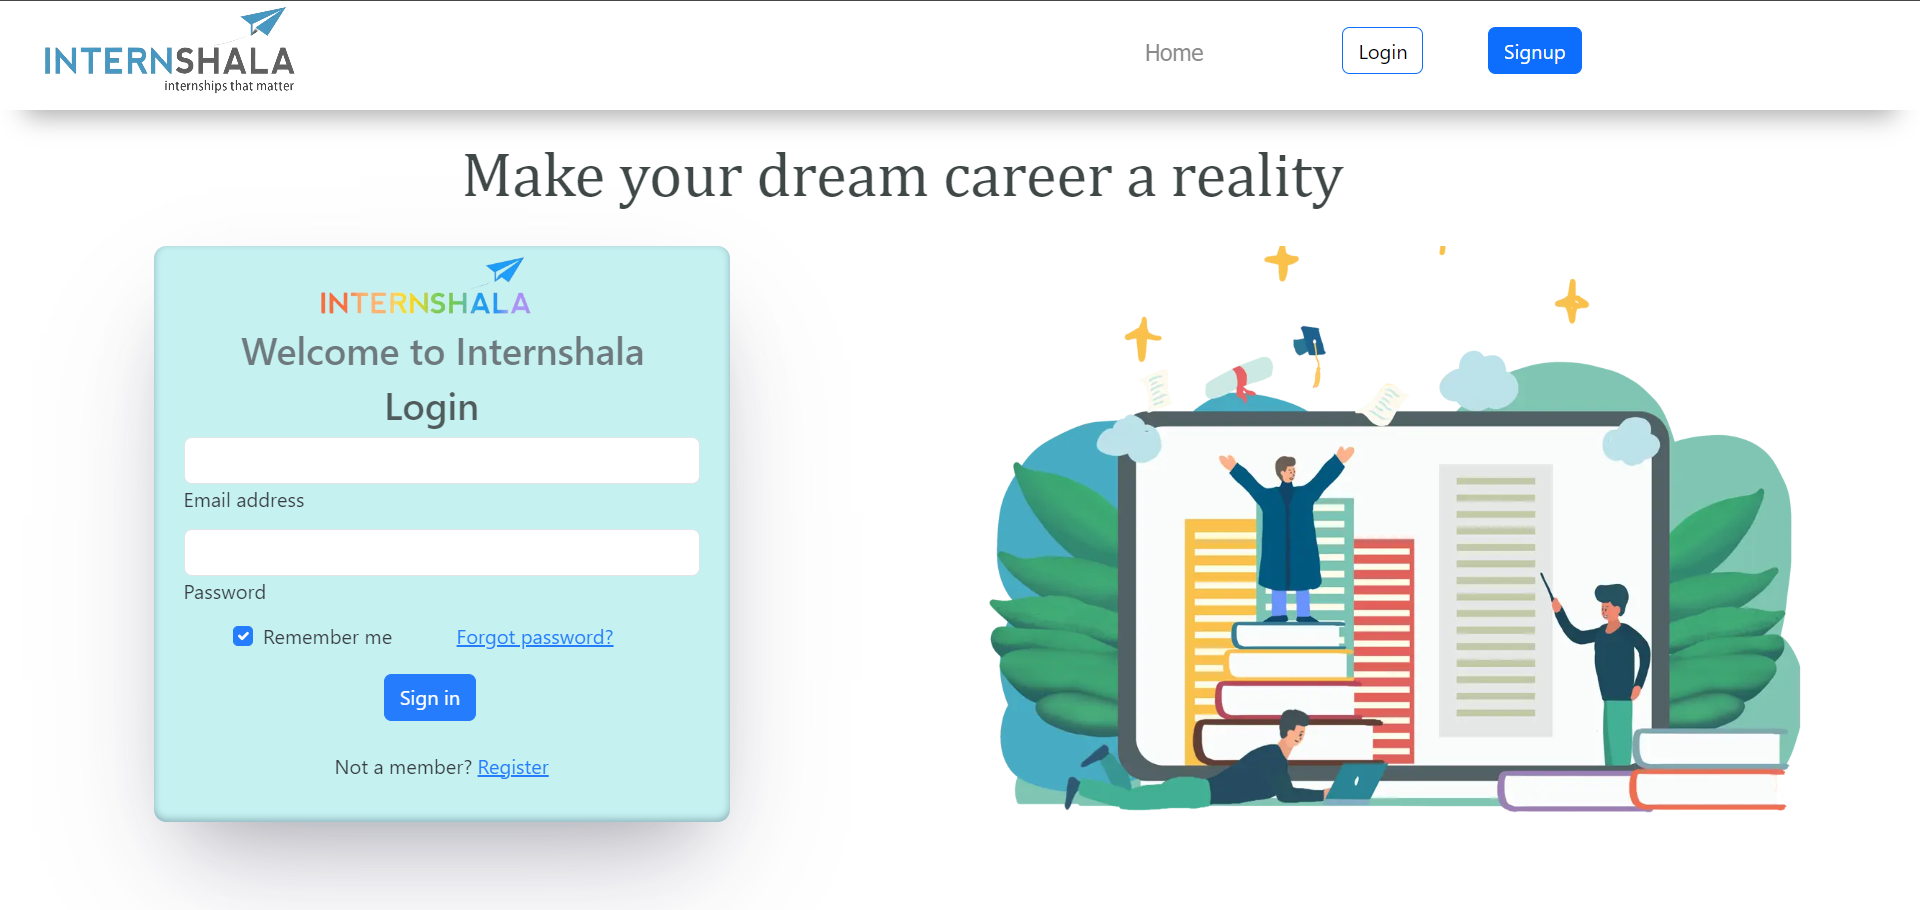 INTERNSHALA
internships that matter
Home
Login
Signup
Make your dream career a reality
INTERNSHALA
Welcome to Internshala
Login
Email address
Password
Remember me
Forgot password?
Sign in
Not a member? Register